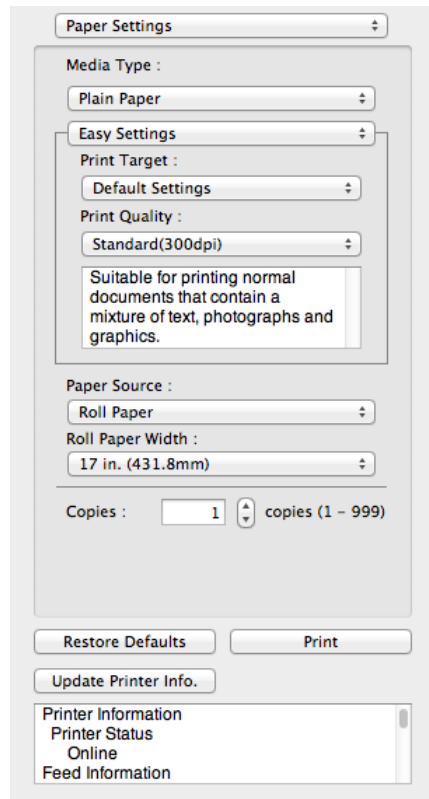 Paper Settings
Media Type :
Plain Paper
Easy Settings
Print Target :
Default Settings
Print Quality :
Standard(300dpi)
Suitable for printing normal
documents that contain a
mixture of text, photographs and
graphics.
Paper Source :
Roll Paper
Roll Paper Width :
17 in. (431.8mm)
Copies : 1 copies (1 – 999)
Restore Defaults Print
Update Printer Info.
Printer Information
Printer Status
Online
Feed Information